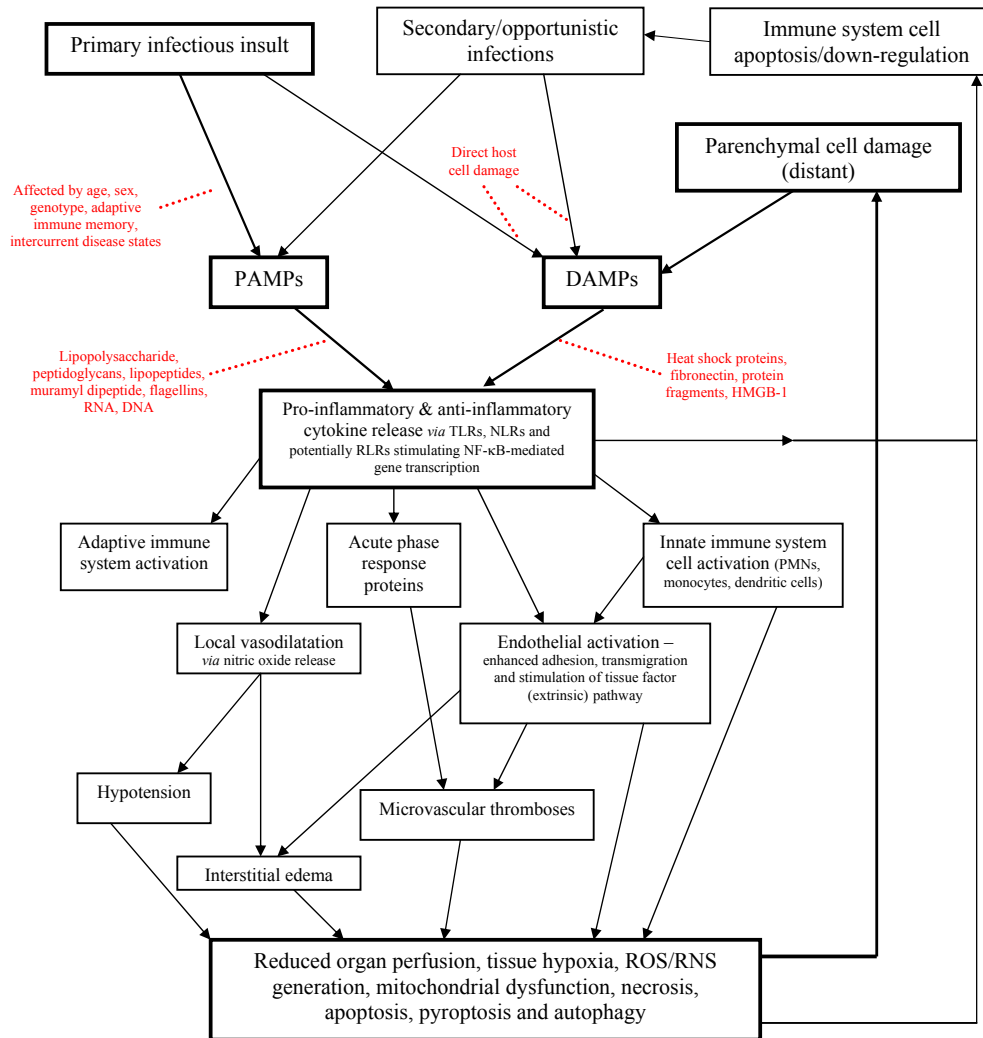 Primary infectious insult
Secondary/opportunistic
infections
Immune system cell
apoptosis/down-regulation
Parenchymal cell damage
(distant)
Direct host
cell damage
Affected by age, sex,
genotype, adaptive
immune memory,
intercurrent disease states
PAMPs
DAMPs
Lipopolysaccharide,
peptidoglycans, lipopeptides,
muramyl dipeptide, flagellins,
RNA, DNA
Heat shock proteins,
fibronectin, protein
fragments, HMGB-1
Pro-inflammatory & anti-inflammatory
cytokine release via TLRs, NLRs and
potentially RLRs stimulating NF-κB-mediated
gene transcription
Adaptive immune
system activation
Acute phase
response
proteins
Innate immune system
cell activation (PMNs,
monocytes, dendritic cells)
Local vasodilatation
via nitric oxide release
Endothelial activation –
enhanced adhesion, transmigration
and stimulation of tissue factor
(extrinsic) pathway
Hypotension
Microvascular thromboses
Interstitial edema
Reduced organ perfusion, tissue hypoxia, ROS/RNS
generation, mitochondrial dysfunction, necrosis,
apoptosis, pyroptosis and autophagy